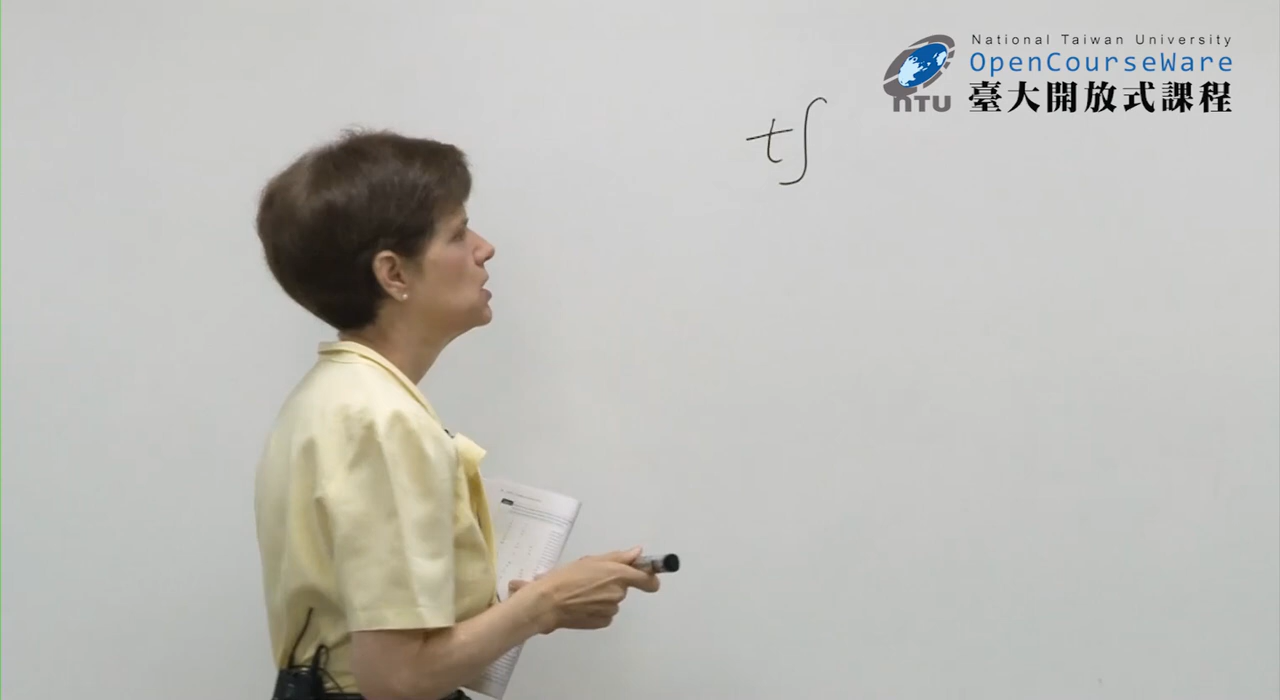 National Taiwan University
OpenCourseWare
臺大開放式課程
NTU
tʃ